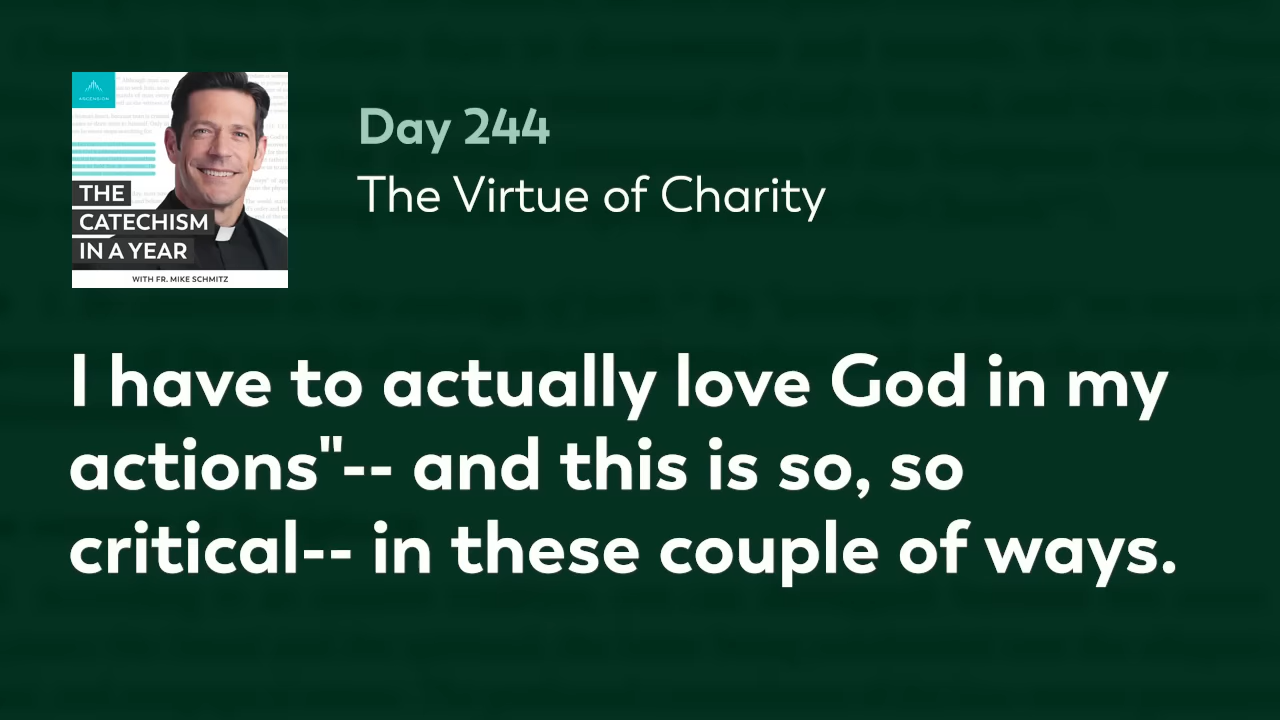 ASCENSION
THE
CATECHISM
IN A YEAR
WITH FR. MIKE SCHMITZ
Day 244
The Virtue of Charity
I have to actually love God in my
actions"-- and this is so, so
critical-- in these couple of ways.